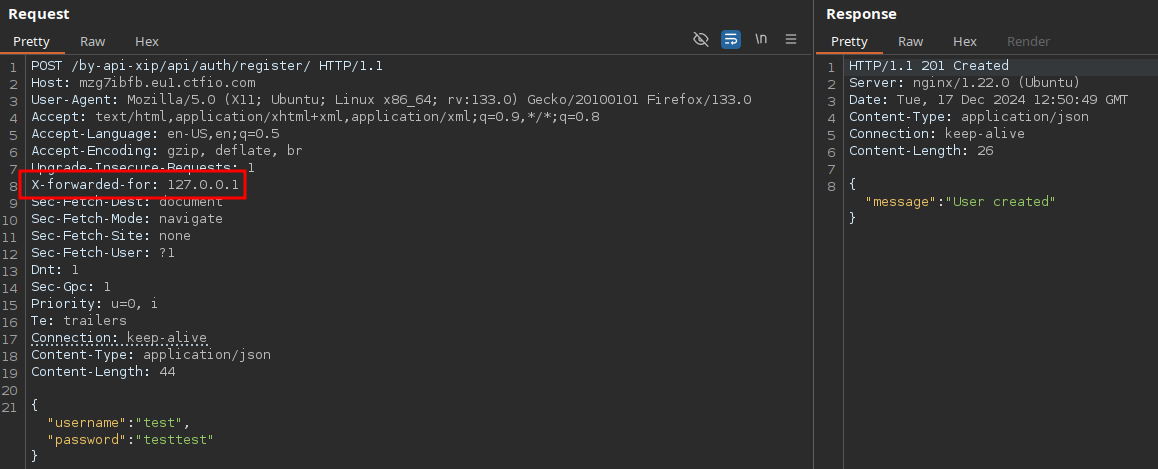 Request
Pretty Raw Hex
\n
1 POST /by-api-xip/api/auth/register/ HTTP/1.1
2 Host: mzg7ibfb.eu1.ctfio.com
3 User-Agent: Mozilla/5.0 (X11; Ubuntu; Linux x86_64; rv:133.0) Gecko/20100101 Firefox/133.0
4 Accept: text/html,application/xhtml+xml,application/xml;q=0.9,*/*;q=0.8
5 Accept-Language: en-US,en;q=0.5
6 Accept-Encoding: gzip, deflate, br
7 Upgrade-Insecure-Requests: 1
8 X-forwarded-for: 127.0.0.1
9 Sec-Fetch-Dest: document
10 Sec-Fetch-Mode: navigate
11 Sec-Fetch-Site: none
12 Sec-Fetch-User: ?1
13 Dnt: 1
14 Sec-Gpc: 1
15 Priority: u=0, i
16 Te: trailers
17 Connection: keep-alive
18 Content-Type: application/json
19 Content-Length: 44
20
21 {
"username":"test",
"password":"testtest"
}
Response
Pretty Raw Hex Render
1 HTTP/1.1 201 Created
2 Server: nginx/1.22.0 (Ubuntu)
3 Date: Tue, 17 Dec 2024 12:50:49 GMT
4 Content-Type: application/json
5 Connection: keep-alive
6 Content-Length: 26
7
8 {
"message":"User created"
}